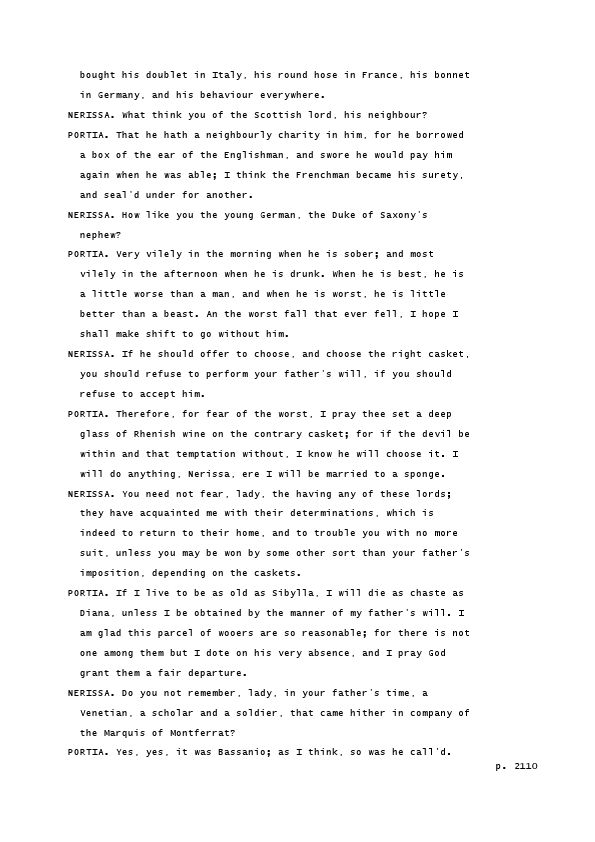 bought his doublet in Italy, his round hose in France, his bonnet
in Germany, and his behaviour everywhere.
NERISSA. What think you of the Scottish lord, his neighbour?
PORTIA. That he hath a neighbourly charity in him, for he borrowed
a box of the ear of the Englishman, and swore he would pay him
again when he was able; I think the Frenchman became his surety,
and seal'd under for another.
NERISSA. How like you the young German, the Duke of Saxony's
nephew?
PORTIA. Very vilely in the morning when he is sober; and most
vilely in the afternoon when he is drunk. When he is best, he is
a little worse than a man, and when he is worst, he is little
better than a beast. An the worst fall that ever fell, I hope I
shall make shift to go without him.
NERISSA. If he should offer to choose, and choose the right casket,
you should refuse to perform your father's will, if you should
refuse to accept him.
PORTIA. Therefore, for fear of the worst, I pray thee set a deep
glass of Rhenish wine on the contrary casket; for if the devil be
within and that temptation without, I know he will choose it. I
will do anything, Nerissa, ere I will be married to a sponge.
NERISSA. You need not fear, lady, the having any of these lords;
they have acquainted me with their determinations, which is
indeed to return to their home, and to trouble you with no more
suit, unless you may be won by some other sort than your father's
imposition, depending on the caskets.
PORTIA. If I live to be as old as Sibylla, I will die as chaste as
Diana, unless I be obtained by the manner of my father's will. I
am glad this parcel of wooers are so reasonable; for there is not
one among them but I dote on his very absence, and I pray God
grant them a fair departure.
NERISSA. Do you not remember, lady, in your father's time, a
Venetian, a scholar and a soldier, that came hither in company of
the Marquis of Montferrat?
PORTIA. Yes, yes, it was Bassanio; as I think, so was he call'd.
p. 2110